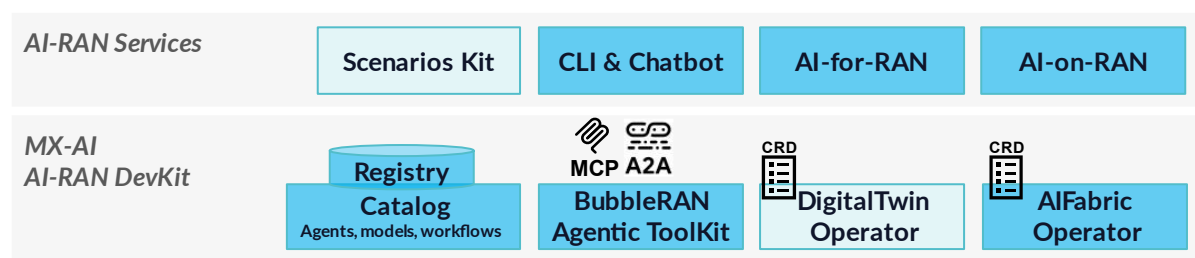 AI-RAN Services
Scenarios Kit
CLI & Chatbot
AI-for-RAN
AI-on-RAN
MX-AI
AI-RAN DevKit
Registry
Catalog
Agents, models, workflows
MCP
A2A
BubbleRAN
Agentic ToolKit
CRD
DigitalTwin
Operator
CRD
AIFabric
Operator